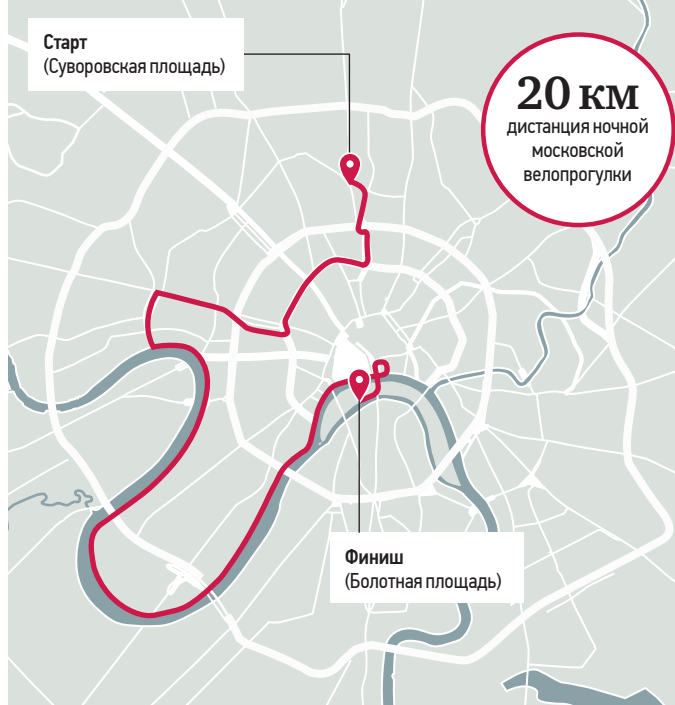 Старт
(Суворовская площадь)
20 км
дистанция ночной
московской
велопрогулки
Финиш
(Болотная площадь)